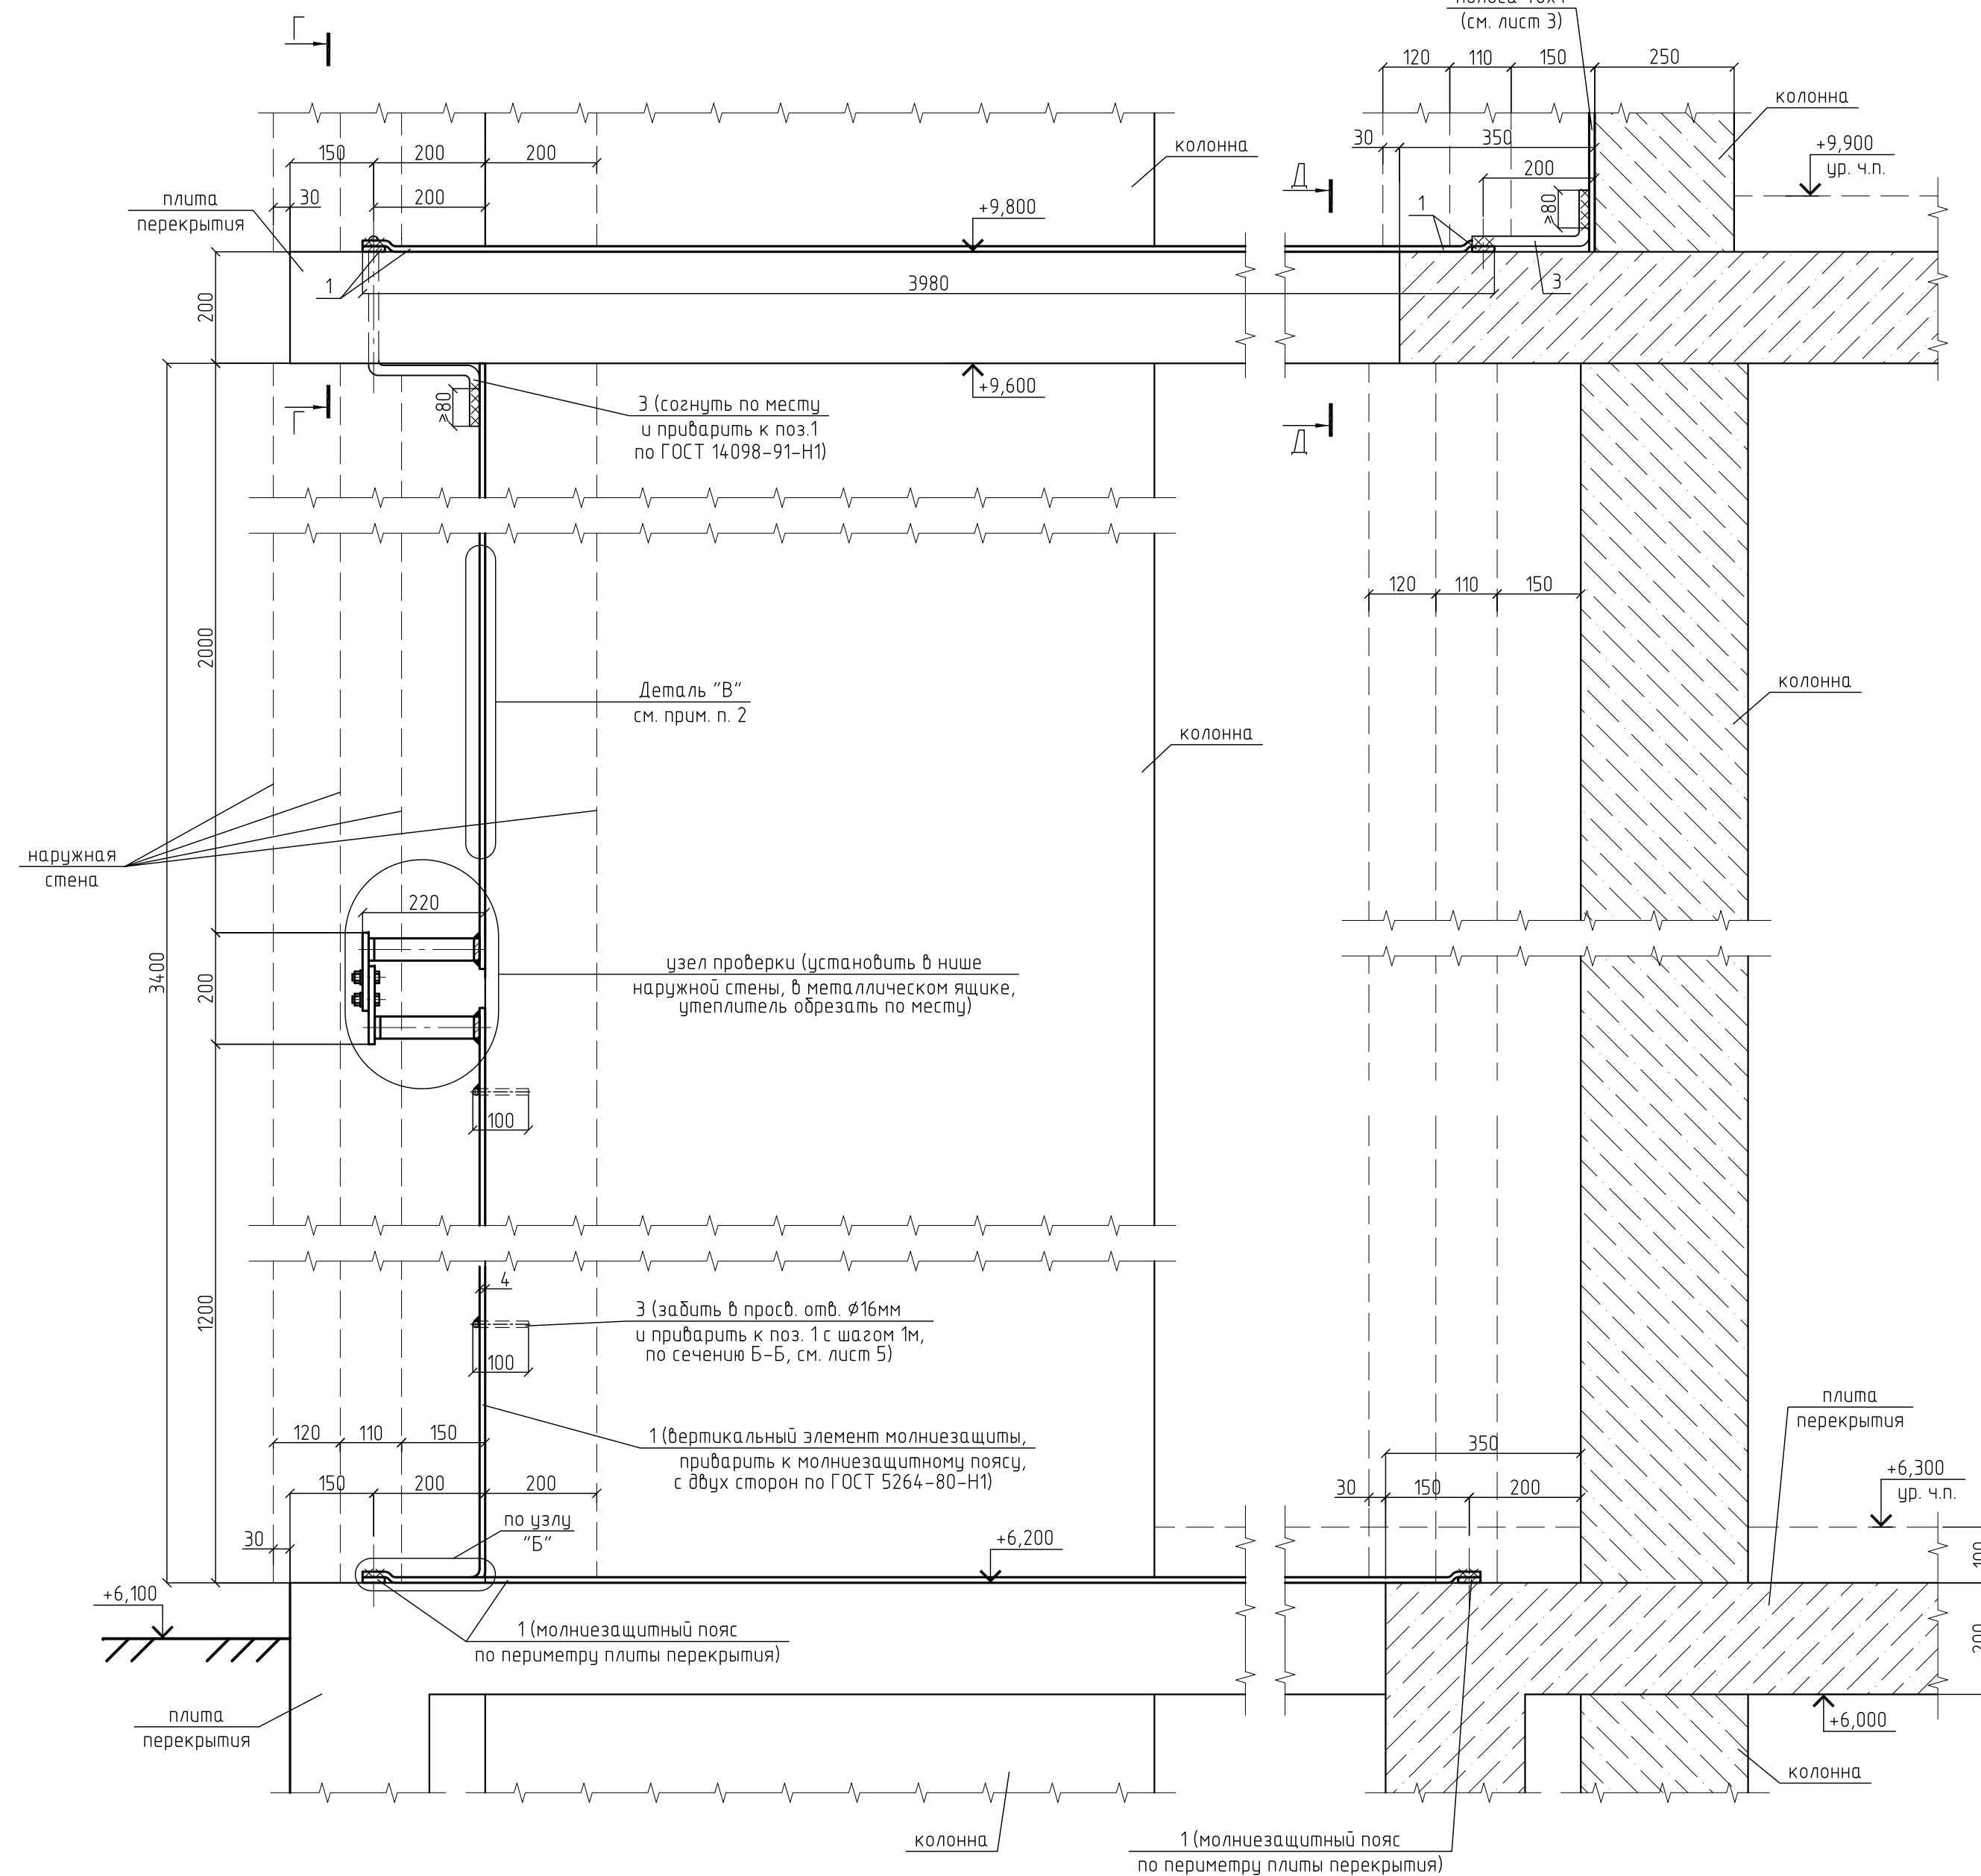 (см. лист 3)
Г
120
110
150
250
колонна
колонна
+9,900
ур. ч.п.
30
350
150
200
200
200
Д
1
≥80
плита
перекрытия
30
200
+9,800
1
3980
3
200
+9,600
≥80
3 (согнуть по месту
и приварить к поз.1
по ГОСТ 14098-91-Н1)
Г
Д
120
110
150
2000
Деталь "В"
см. прим. п. 2
колонна
колонна
наружная
стена
220
3400
200
узел проверки (установить в нише
наружной стены, в металлическом ящике,
утеплитель обрезать по месту)
100
4
1200
3 (забить в просв. отв. Ø16мм
и приварить к поз. 1 с шагом 1м,
по сечению Б-Б, см. лист 5)
100
плита
перекрытия
120
110
150
1 (вертикальный элемент молниезащиты,
приварить к молниезащитному поясу,
с двух сторон по ГОСТ 5264-80-Н1)
350
+6,300
ур. ч.п.
150
200
200
30
150
200
по узлу
"Б"
30
+6,200
100
+6,100
1 (молниезащитный пояс
по периметру плиты перекрытия)
200
плита
перекрытия
+6,000
колонна
колонна
1 (молниезащитный пояс
по периметру плиты перекрытия)